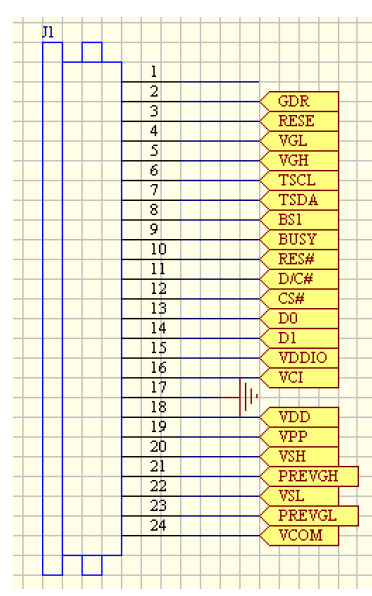 J1
1
2 GDR
3 RESE
4 VGL
5 VGH
6 TSCL
7 TSDA
8 BS1
9 BUSY
10 RES#
11 D/C#
12 CS#
13 D0
14 D1
15 VDDIO
16 VCI
17
18 VDD
19 VPP
20 VSH
21 PREVGH
22 VSL
23 PREVGL
24 VCOM